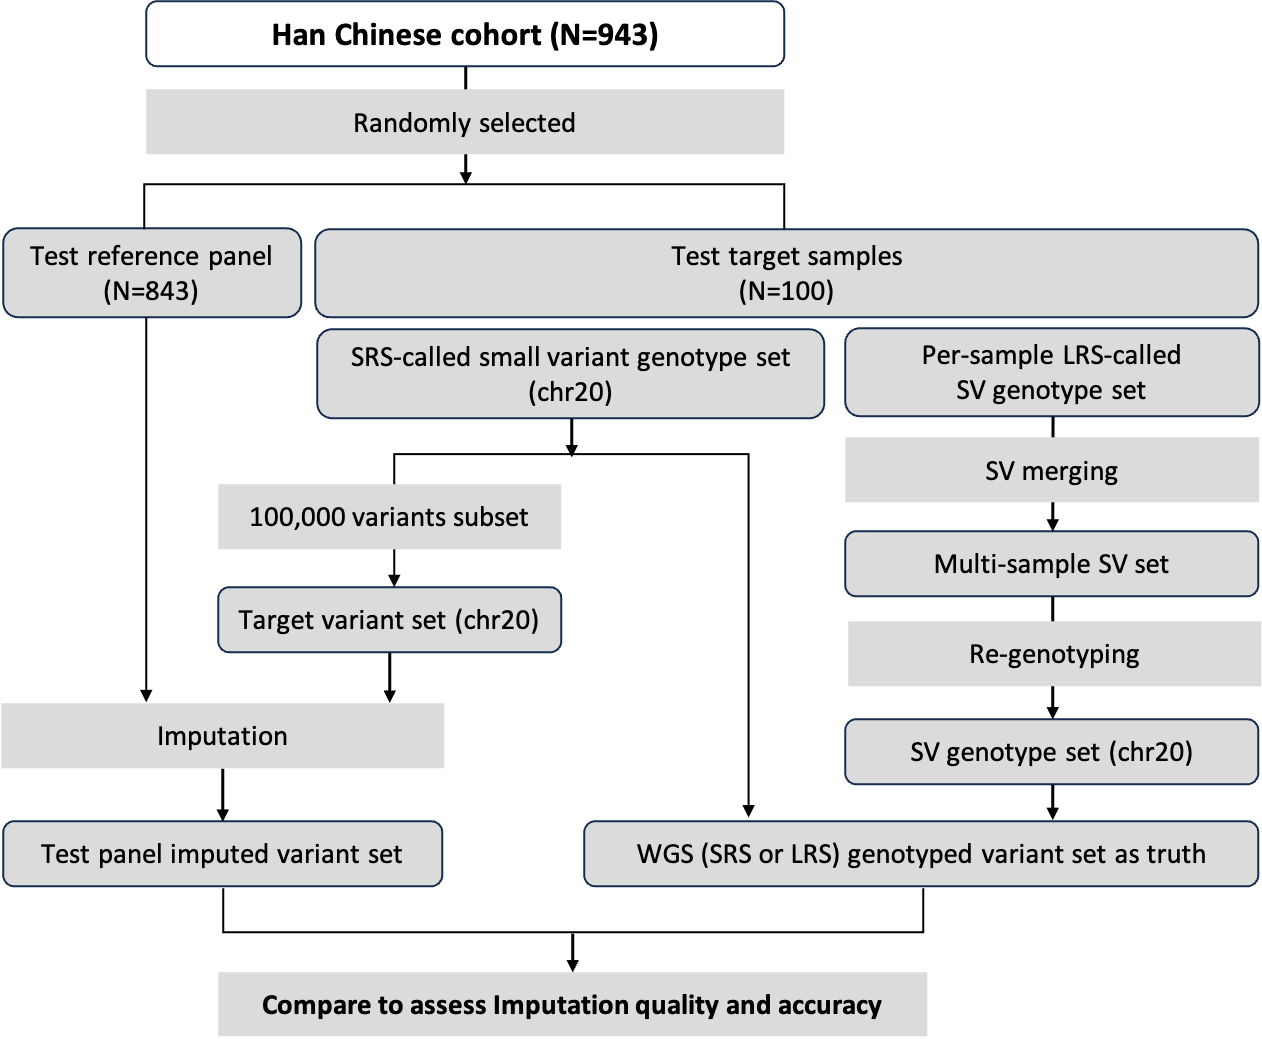 Han Chinese cohort (N=943)
Randomly selected
Test reference panel
(N=843)
Test target samples
(N=100)
SRS-called small variant genotype set
(chr20)
Per-sample LRS-called
SV genotype set
SV merging
100,000 variants subset
Multi-sample SV set
Target variant set (chr20)
Re-genotyping
Imputation
SV genotype set (chr20)
Test panel imputed variant set
WGS (SRS or LRS) genotyped variant set as truth
Compare to assess Imputation quality and accuracy